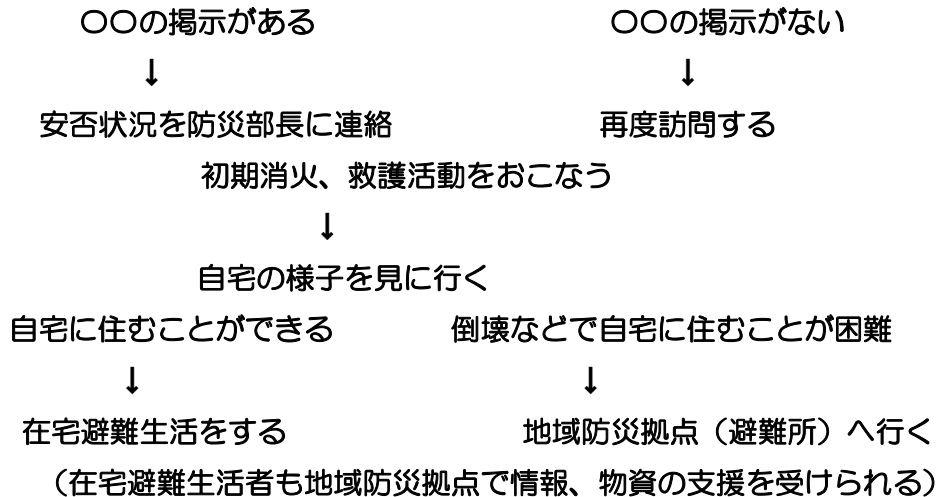 〇〇の掲示がある　〇〇の掲示がない
↓　↓
安否状況を防災部長に連絡　再度訪問する
初期消火、救護活動をおこなう
↓
自宅の様子を見に行く
自宅に住むことができる　倒壊などで自宅に住むことが困難
↓　↓
在宅避難生活をする　地域防災拠点（避難所）へ行く
（在宅避難生活者も地域防災拠点で情報、物資の支援を受けられる）